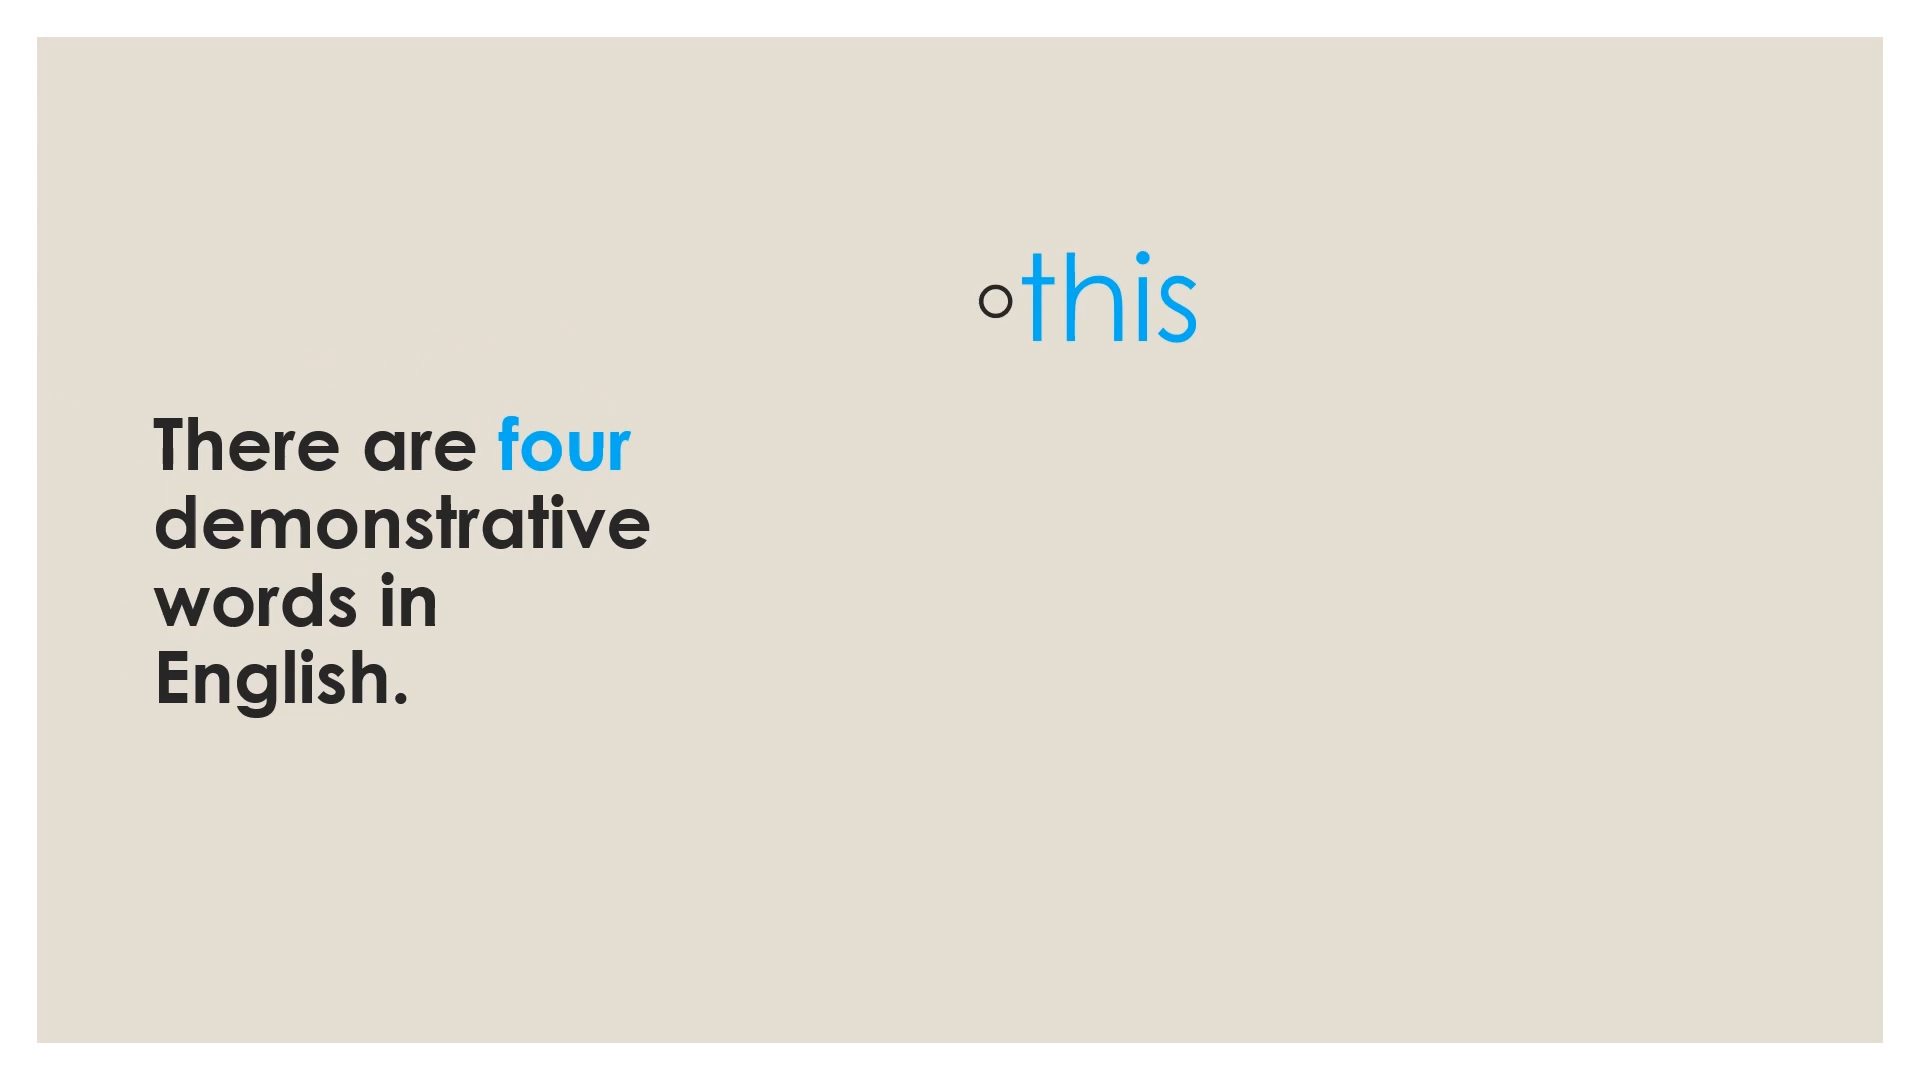 There are four
demonstrative
words in
English.
this